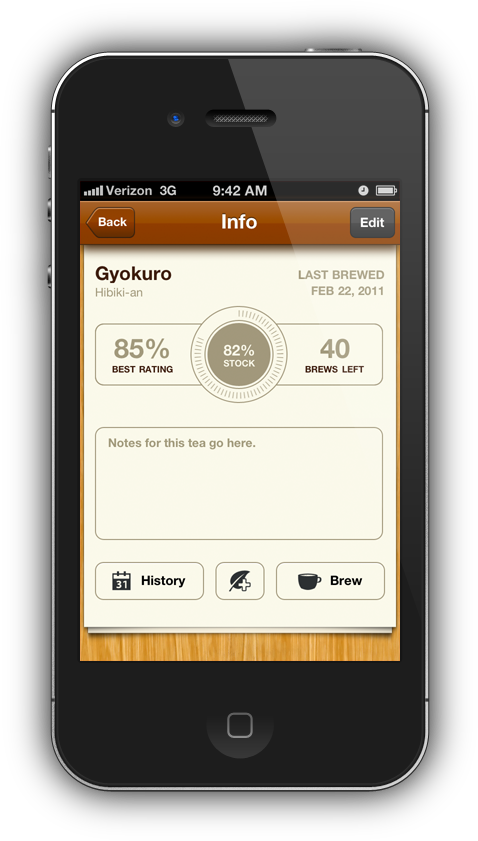 Verizon 3G 9:42 AM
Back Info Edit
Gyokuro
Hibiki-an
LAST BREWED
FEB 22, 2011
85%
BEST RATING
82%
STOCK
40
BREWS LEFT
Notes for this tea go here.
31 History
Brew